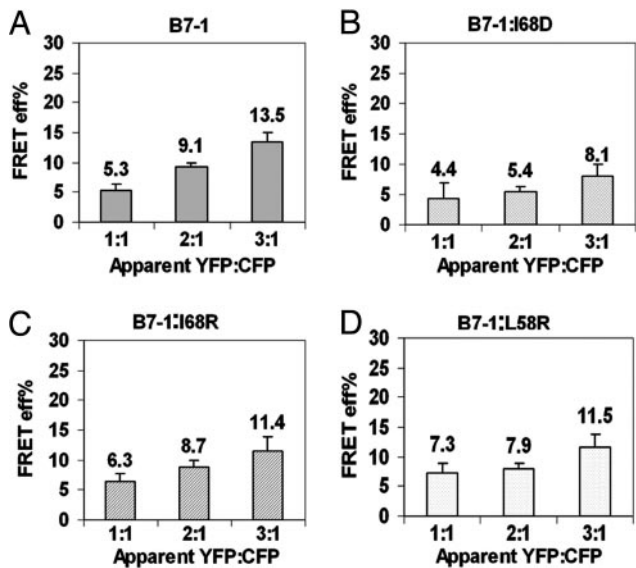 A
B7-1
FRET eff%
30
25
20
15
10
5
0
5.3
9.1
13.5
1:1 2:1 3:1
Apparent YFP:CFP
B
B7-1:I68D
FRET eff%
30
25
20
15
10
5
0
4.4
5.4
8.1
1:1 2:1 3:1
Apparent YFP:CFP
C
B7-1:I68R
FRET eff%
30
25
20
15
10
5
0
6.3
8.7
11.4
1:1 2:1 3:1
Apparent YFP:CFP
D
B7-1:L58R
FRET eff%
30
25
20
15
10
5
0
7.3
7.9
11.5
1:1 2:1 3:1
Apparent YFP:CFP